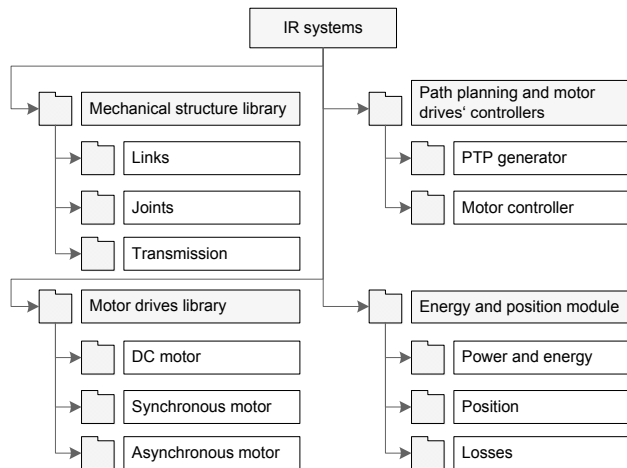 IR systems
Mechanical structure library
Links
Joints
Transmission
Motor drives library
DC motor
Synchronous motor
Asynchronous motor
Path planning and motor
drives‘ controllers
PTP generator
Motor controller
Energy and position module
Power and energy
Position
Losses